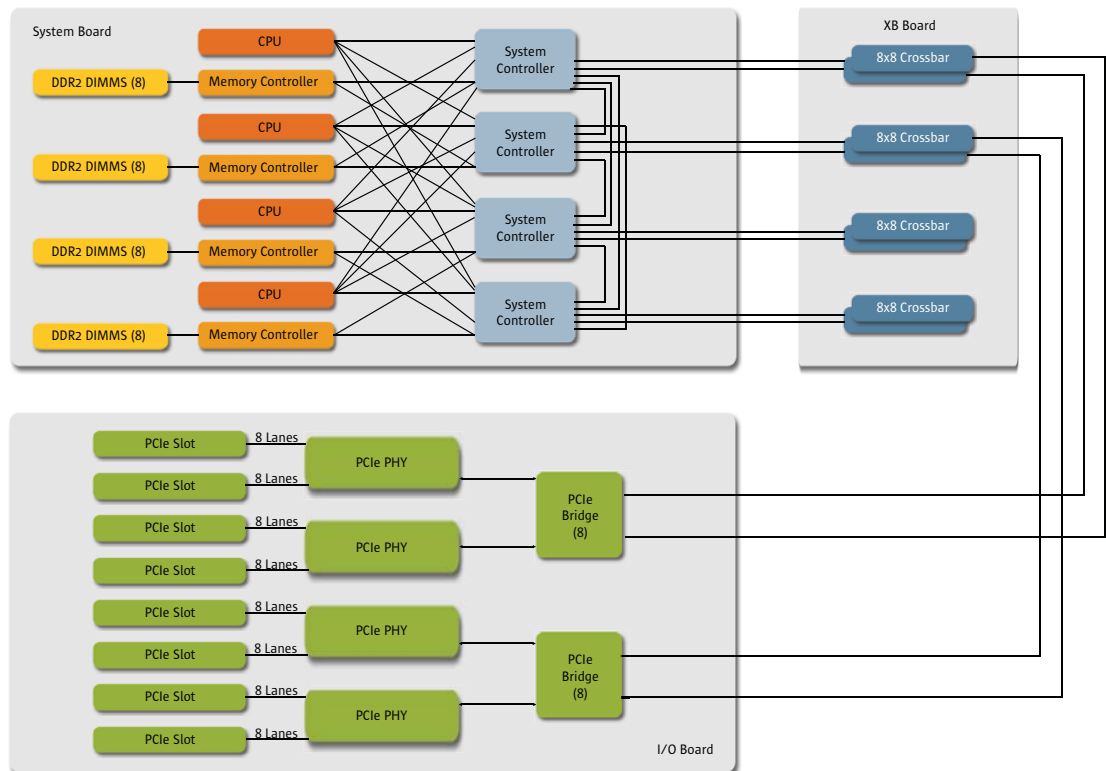 System Board
CPU
DDR2 DIMMS (8)
Memory Controller
CPU
DDR2 DIMMS (8)
Memory Controller
CPU
DDR2 DIMMS (8)
Memory Controller
CPU
DDR2 DIMMS (8)
Memory Controller
System
Controller
System
Controller
System
Controller
System
Controller
XB Board
8x8 Crossbar
8x8 Crossbar
8x8 Crossbar
8x8 Crossbar
PCIe Slot
8 Lanes
PCIe Slot
8 Lanes
PCIe Slot
8 Lanes
PCIe Slot
8 Lanes
PCIe Slot
8 Lanes
PCIe Slot
8 Lanes
PCIe Slot
8 Lanes
PCIe Slot
8 Lanes
PCIe PHY
PCIe PHY
PCIe PHY
PCIe PHY
PCIe
Bridge
(8)
PCIe
Bridge
(8)
I/O Board